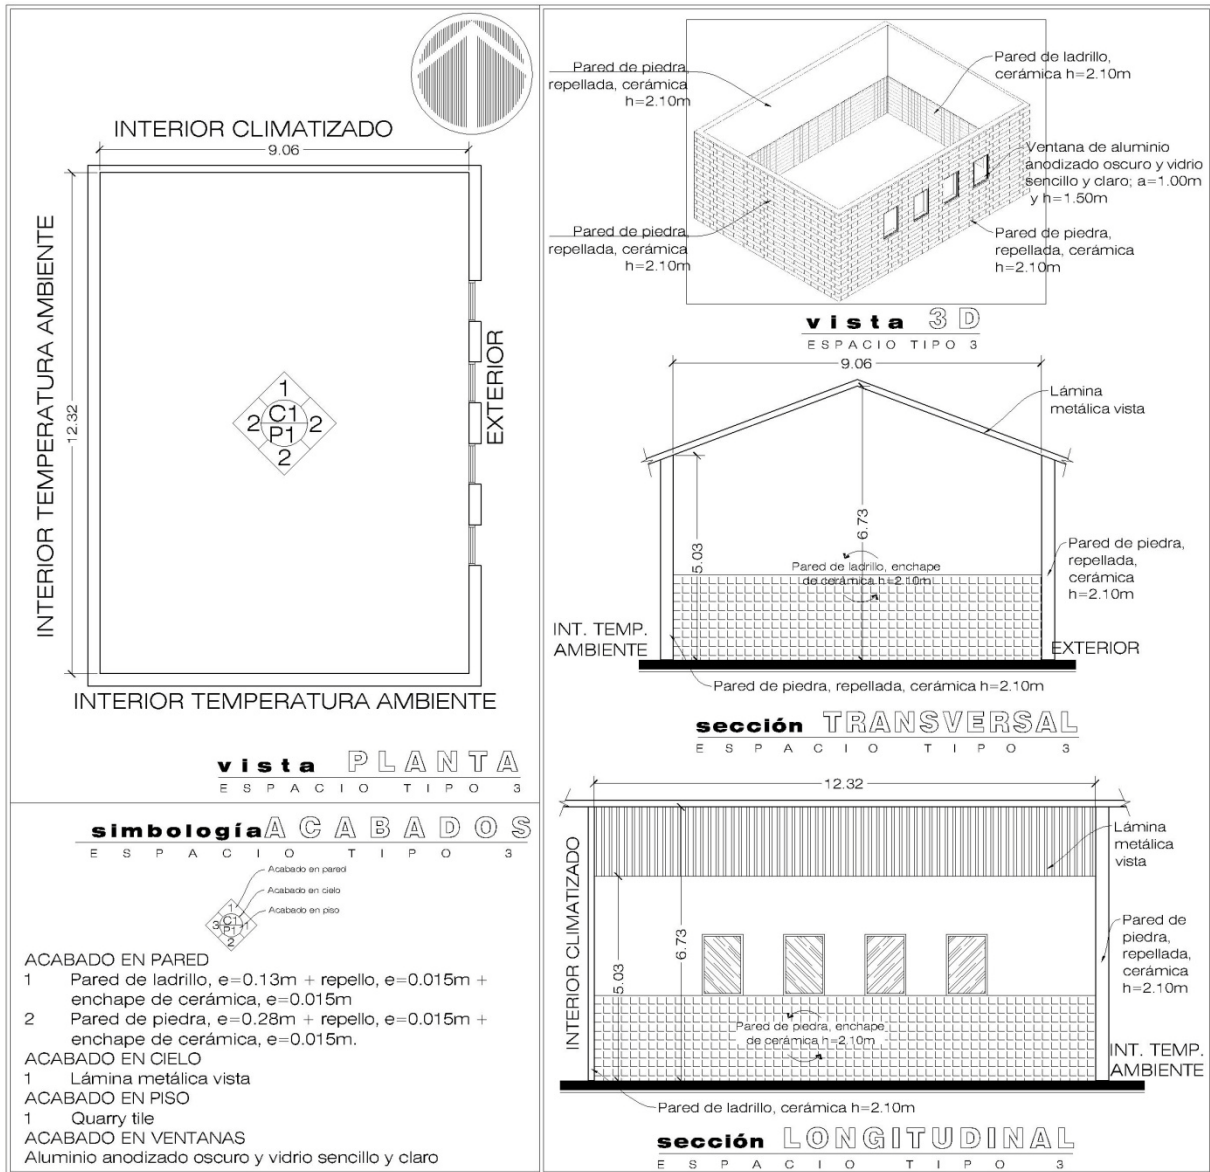 INTERIOR CLIMATIZADO
9.06
INTERIOR TEMPERATURA AMBIENTE
12.32
1
2
C1
P1
2
2
EXTERIOR
INTERIOR TEMPERATURA AMBIENTE
vista PLANTA
ESPACIO TIPO 3
simbología ACABADOS
ESPACIO TIPO 3
Acabado en pared
Acabado en cielo
Acabado en piso
1
3
C1
P1
1
2
ACABADO EN PARED
1 Pared de ladrillo, e=0.13m + repello, e=0.015m +
enchape de cerámica, e=0.015m
2 Pared de piedra, e=0.28m + repello, e=0.015m +
enchape de cerámica, e=0.015m.
ACABADO EN CIELO
1 Lámina metálica vista
ACABADO EN PISO
1 Quarry tile
ACABADO EN VENTANAS
Aluminio anodizado oscuro y vidrio sencillo y claro
Pared de piedra,
repellada, cerámica
h=2.10m
Pared de ladrillo,
cerámica h=2.10m
Ventana de aluminio
anodizado oscuro y vidrio
sencillo y claro; a=1.00m
y h=1.50m
Pared de piedra,
repellada, cerámica
h=2.10m
Pared de piedra,
repellada, cerámica
h=2.10m
vista 3D
ESPACIO TIPO 3
9.06
Lámina
metálica vista
5.03
6.73
Pared de ladrillo, enchape
de cerámica h=2.10m
Pared de piedra,
repellada,
cerámica
h=2.10m
INT. TEMP.
AMBIENTE
EXTERIOR
Pared de piedra, repellada, cerámica h=2.10m
sección TRANSVERSAL
ESPACIO TIPO 3
12.32
INTERIOR CLIMATIZADO
5.03
6.73
Lámina
metálica
vista
Pared de
piedra,
repellada,
cerámica
h=2.10m
Pared de piedra, enchape
de cerámica h=2.10m
INT. TEMP.
AMBIENTE
Pared de ladrillo, cerámica h=2.10m
sección LONGITUDINAL
ESPACIO TIPO 3